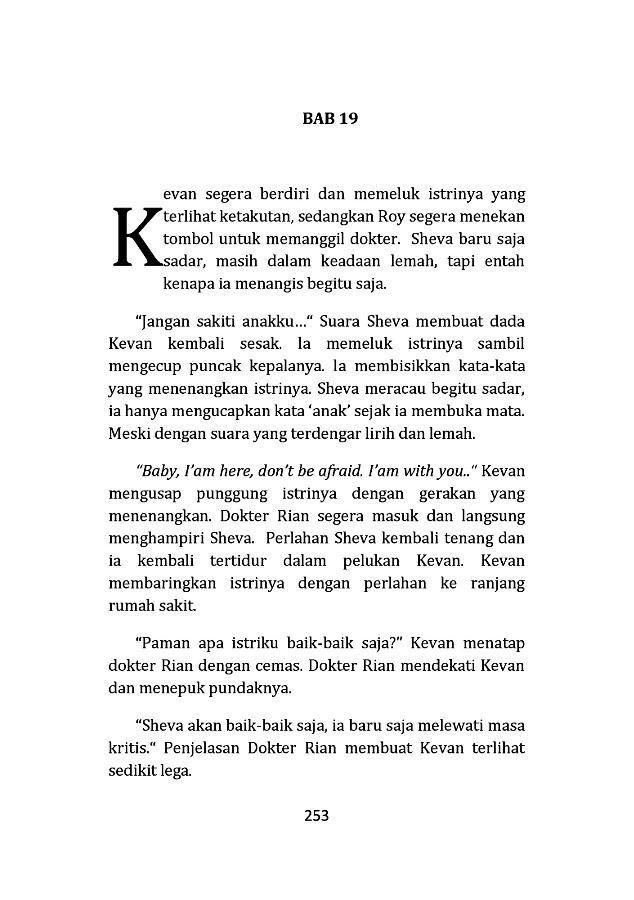 BAB 19
Kevan segera berdiri dan memeluk istrinya yang
terlihat ketakutan, sedangkan Roy segera menekan
tombol untuk memanggil dokter. Sheva baru saja
sadar, masih dalam keadaan lemah, tapi entah
kenapa ia menangis begitu saja.
“Jangan sakiti anakku…“ Suara Sheva membuat dada
Kevan kembali sesak. Ia memeluk istrinya sambil
mengecup puncak kepalanya. Ia membisikkan kata-kata
yang menenangkan istrinya. Sheva meracau begitu sadar,
ia hanya mengucapkan kata ‘anak’ sejak ia membuka mata.
Meski dengan suara yang terdengar lirih dan lemah.
“Baby, I’am here, don’t be afraid. I’am with you..“ Kevan
mengusap punggung istrinya dengan gerakan yang
menenangkan. Dokter Rian segera masuk dan langsung
menghampiri Sheva. Perlahan Sheva kembali tenang dan
ia kembali tertidur dalam pelukan Kevan. Kevan
membaringkan istrinya dengan perlahan ke ranjang
rumah sakit.
“Paman apa istriku baik-baik saja?” Kevan menatap
dokter Rian dengan cemas. Dokter Rian mendekati Kevan
dan menepuk pundaknya.
“Sheva akan baik-baik saja, ia baru saja melewati masa
kritis.“ Penjelasan Dokter Rian membuat Kevan terlihat
sedikit lega.
253